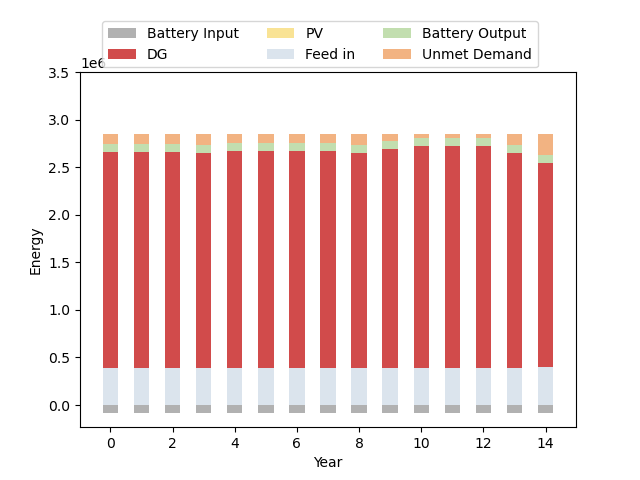 Battery Input PV Battery Output
DG Feed in Unmet Demand
1e6
3.5
3.0
2.5
2.0
1.5
1.0
0.5
0.0
Energy
0 2 4 6 8 10 12 14
Year